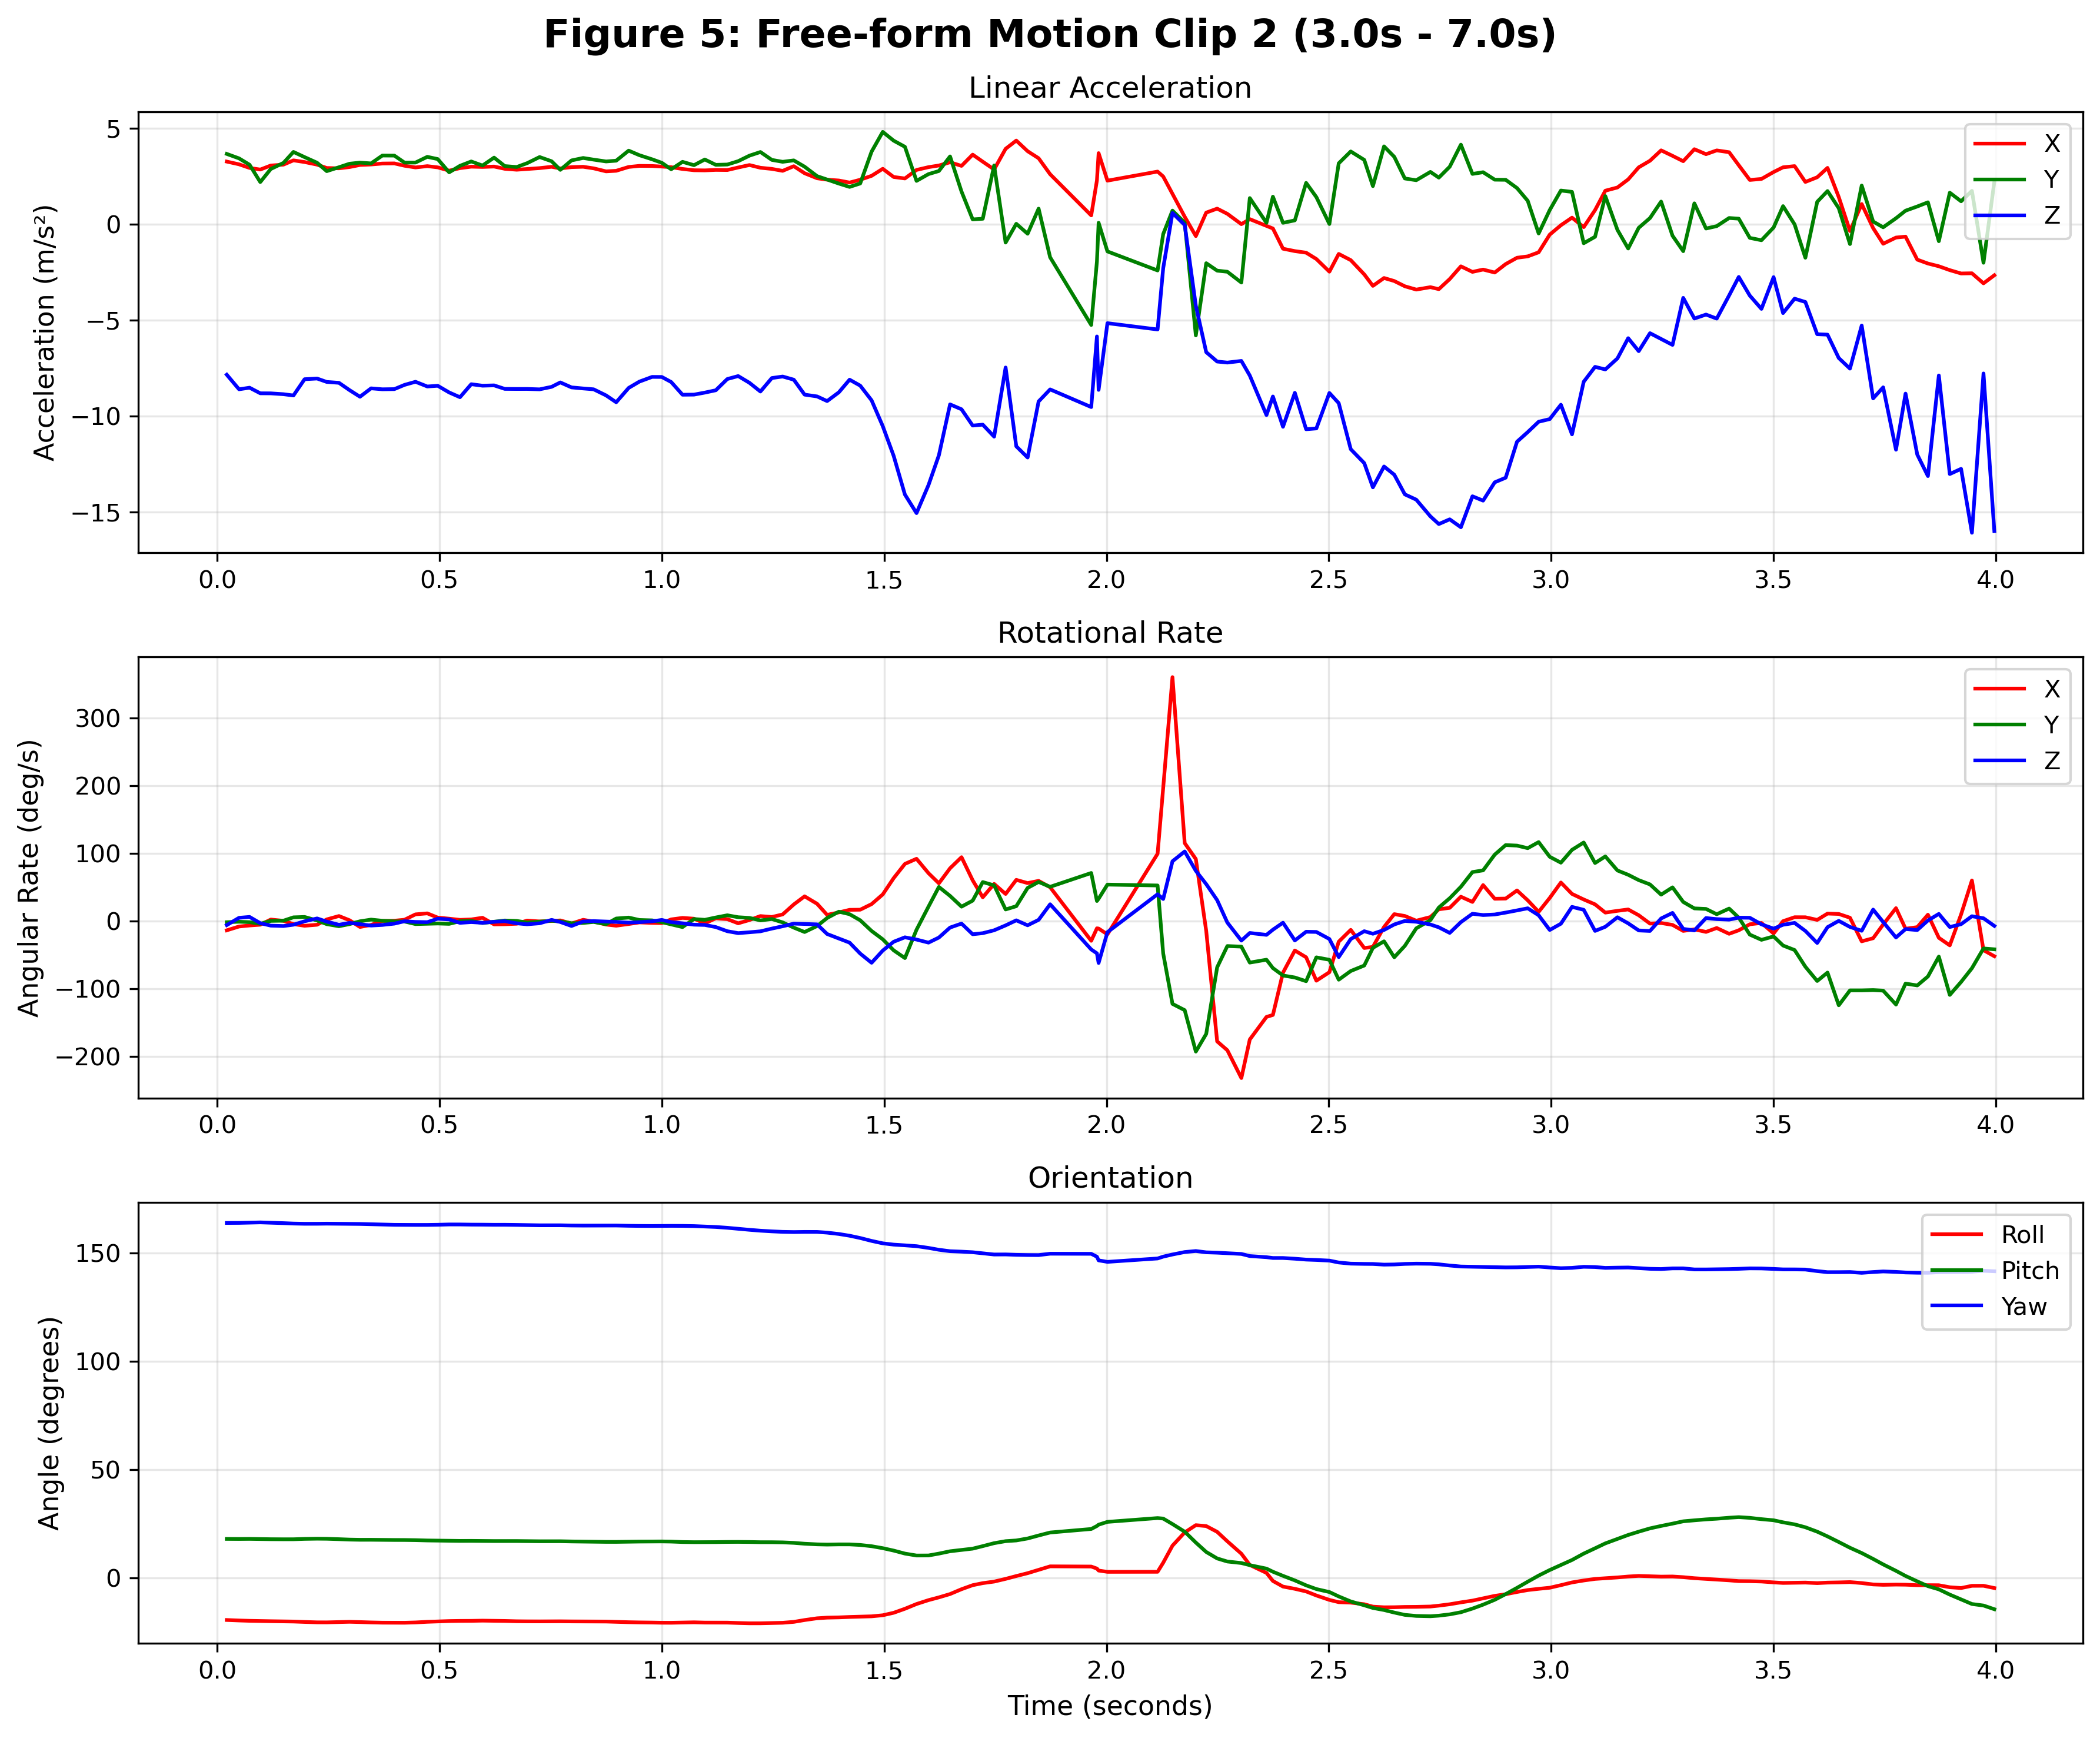 Figure 5: Free-form Motion Clip 2 (3.0s - 7.0s)
Linear Acceleration
Acceleration (m/s²)
5
0
−5
−10
−15
X
Y
Z
0.0 0.5 1.0 1.5 2.0 2.5 3.0 3.5 4.0
Rotational Rate
Angular Rate (deg/s)
300
200
100
0
−100
−200
X
Y
Z
0.0 0.5 1.0 1.5 2.0 2.5 3.0 3.5 4.0
Orientation
Angle (degrees)
150
100
50
0
Roll
Pitch
Yaw
0.0 0.5 1.0 1.5 2.0 2.5 3.0 3.5 4.0
Time (seconds)